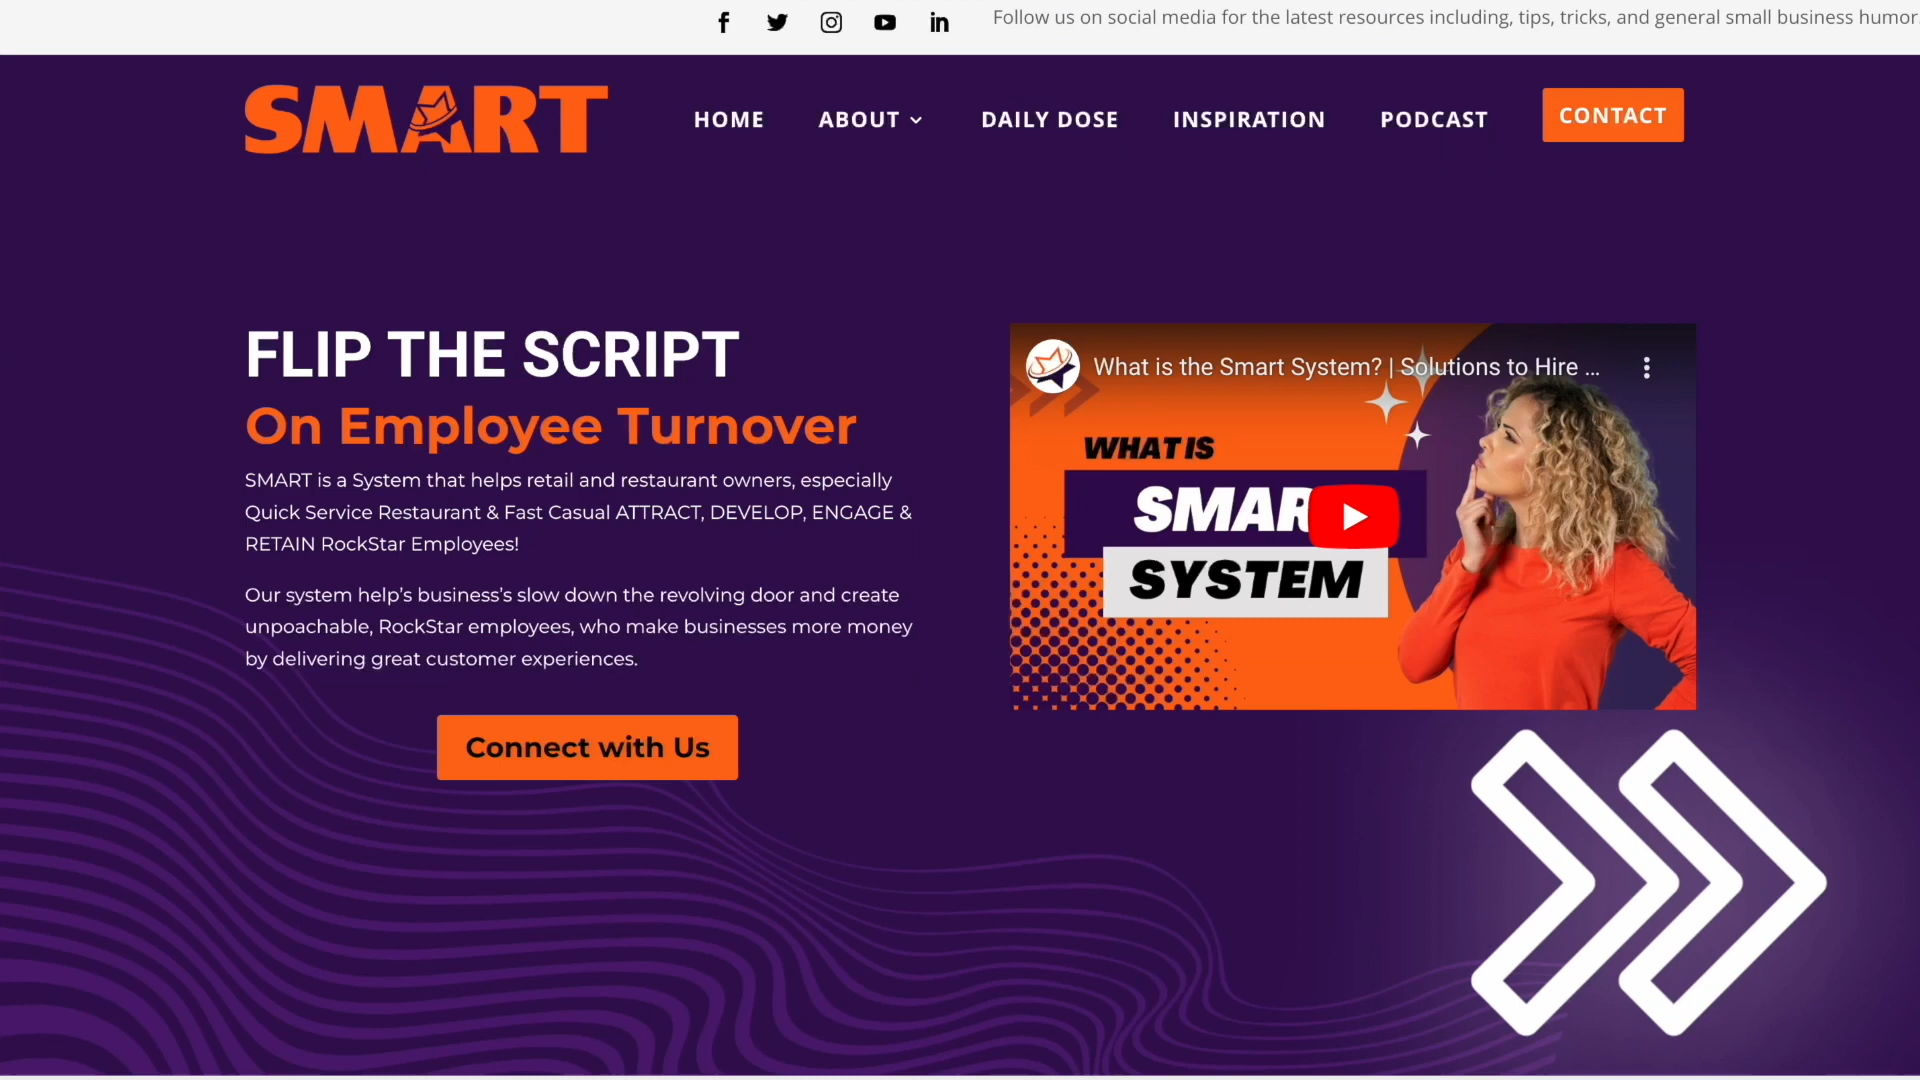 Follow us on social media for the latest resources including, tips, tricks, and general small business humor.
SMART
HOME
ABOUT
DAILY DOSE
INSPIRATION
PODCAST
CONTACT
FLIP THE SCRIPT
On Employee Turnover
SMART is a System that helps retail and restaurant owners, especially
Quick Service Restaurant & Fast Casual ATTRACT, DEVELOP, ENGAGE &
RETAIN RockStar Employees!
Our system help's business's slow down the revolving door and create
unpoachable, RockStar employees, who make businesses more money
by delivering great customer experiences.
Connect with Us
What is the Smart System? | Solutions to Hire ...
WHAT IS
SMAR
SYSTEM